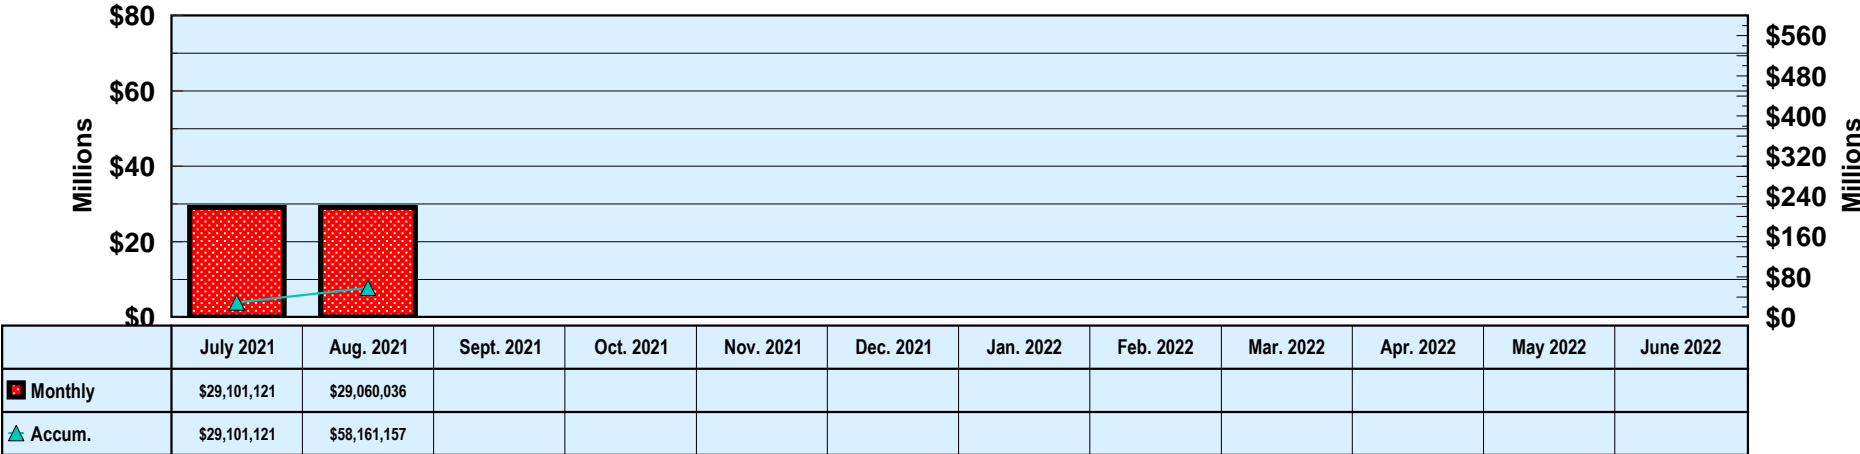 $80
$60
$40
$20
$0
Millions
$560
$480
$400
$320
$240
$160
$80
$0
Millions
July 2021 Aug. 2021 Sept. 2021 Oct. 2021 Nov. 2021 Dec. 2021 Jan. 2022 Feb. 2022 Mar. 2022 Apr. 2022 May 2022 June 2022
Monthly $29,101,121 $29,060,036
Accum. $29,101,121 $58,161,157